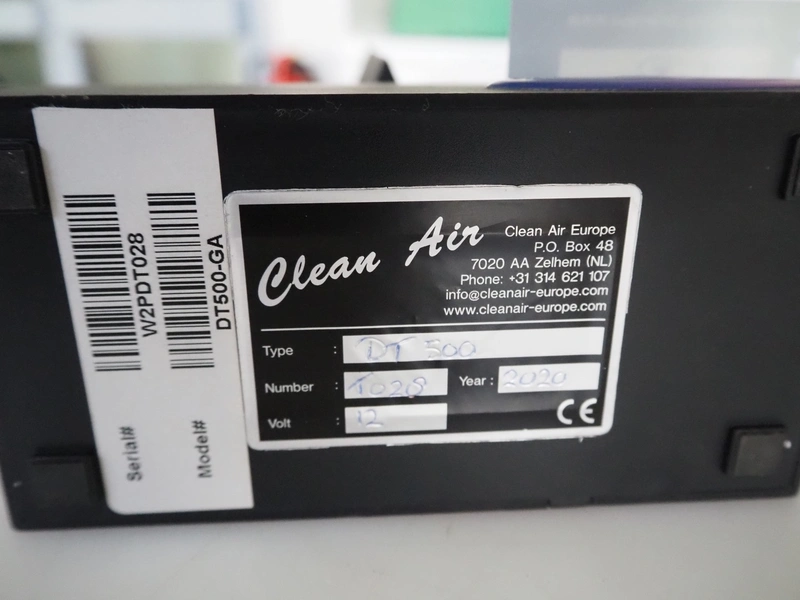 Serial#
W2PDT028
Model#
DT500-GA
Clean Air
Clean Air Europe
P.O. Box 48
7020 AA Zelhem (NL)
Phone: +31 314 621 107
info@cleanair-europe.com
www.cleanair-europe.com
Type : DT 500
Number : T028 Year : 2020
Volt : 12
CE